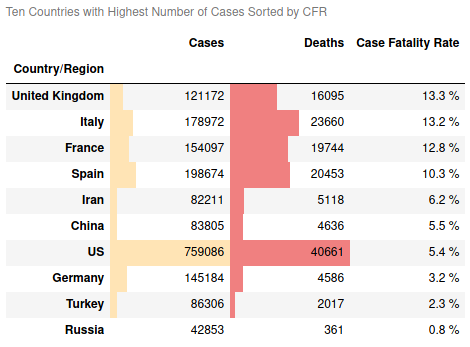 Ten Countries with Highest Number of Cases Sorted by CFR
Cases Deaths Case Fatality Rate
Country/Region
United Kingdom 121172 16095 13.3 %
Italy 178972 23660 13.2 %
France 154097 19744 12.8 %
Spain 198674 20453 10.3 %
Iran 82211 5118 6.2 %
China 83805 4636 5.5 %
US 759086 40661 5.4 %
Germany 145184 4586 3.2 %
Turkey 86306 2017 2.3 %
Russia 42853 361 0.8 %